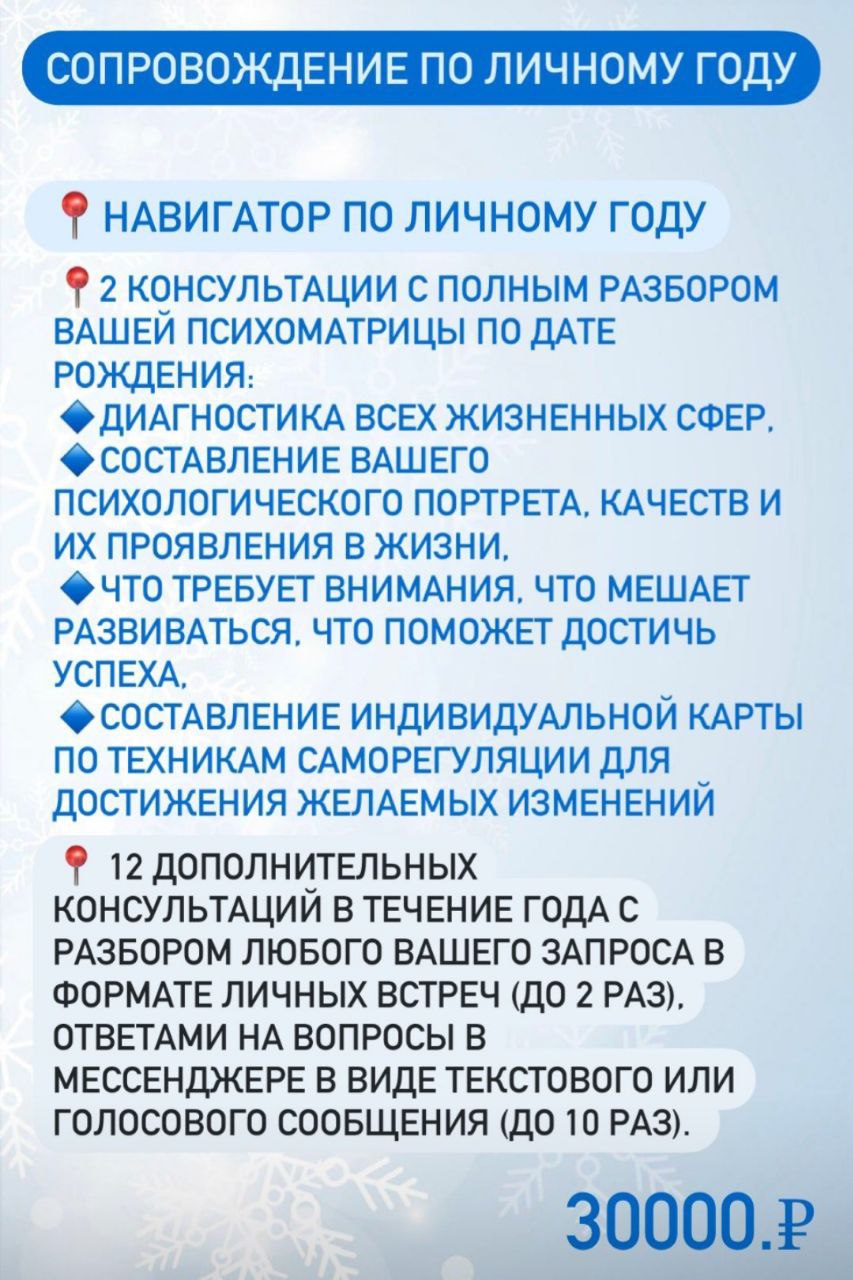 СОПРОВОЖДЕНИЕ ПО ЛИЧНОМУ ГОДУ
📍НАВИГАТОР ПО ЛИЧНОМУ ГОДУ
📍2 КОНСУЛЬТАЦИИ С ПОЛНЫМ РАЗБОРОМ
ВАШЕЙ ПСИХОМАТРИЦЫ ПО ДАТЕ
РОЖДЕНИЯ:
🔷ДИАГНОСТИКА ВСЕХ ЖИЗНЕННЫХ СФЕР,
🔷СОСТАВЛЕНИЕ ВАШЕГО
ПСИХОЛОГИЧЕСКОГО ПОРТРЕТА, КАЧЕСТВ И
ИХ ПРОЯВЛЕНИЯ В ЖИЗНИ,
🔷ЧТО ТРЕБУЕТ ВНИМАНИЯ, ЧТО МЕШАЕТ
РАЗВИВАТЬСЯ, ЧТО ПОМОЖЕТ ДОСТИЧЬ
УСПЕХА,
🔷СОСТАВЛЕНИЕ ИНДИВИДУАЛЬНОЙ КАРТЫ
ПО ТЕХНИКАМ САМОРЕГУЛЯЦИИ ДЛЯ
ДОСТИЖЕНИЯ ЖЕЛАЕМЫХ ИЗМЕНЕНИЙ
📍 12 ДОПОЛНИТЕЛЬНЫХ
КОНСУЛЬТАЦИЙ В ТЕЧЕНИЕ ГОДА С
РАЗБОРОМ ЛЮБОГО ВАШЕГО ЗАПРОСА В
ФОРМАТЕ ЛИЧНЫХ ВСТРЕЧ (ДО 2 РАЗ),
ОТВЕТАМИ НА ВОПРОСЫ В
МЕССЕНДЖЕРЕ В ВИДЕ ТЕКСТОВОГО ИЛИ
ГОЛОСОВОГО СООБЩЕНИЯ (ДО 10 РАЗ).
30000.₽